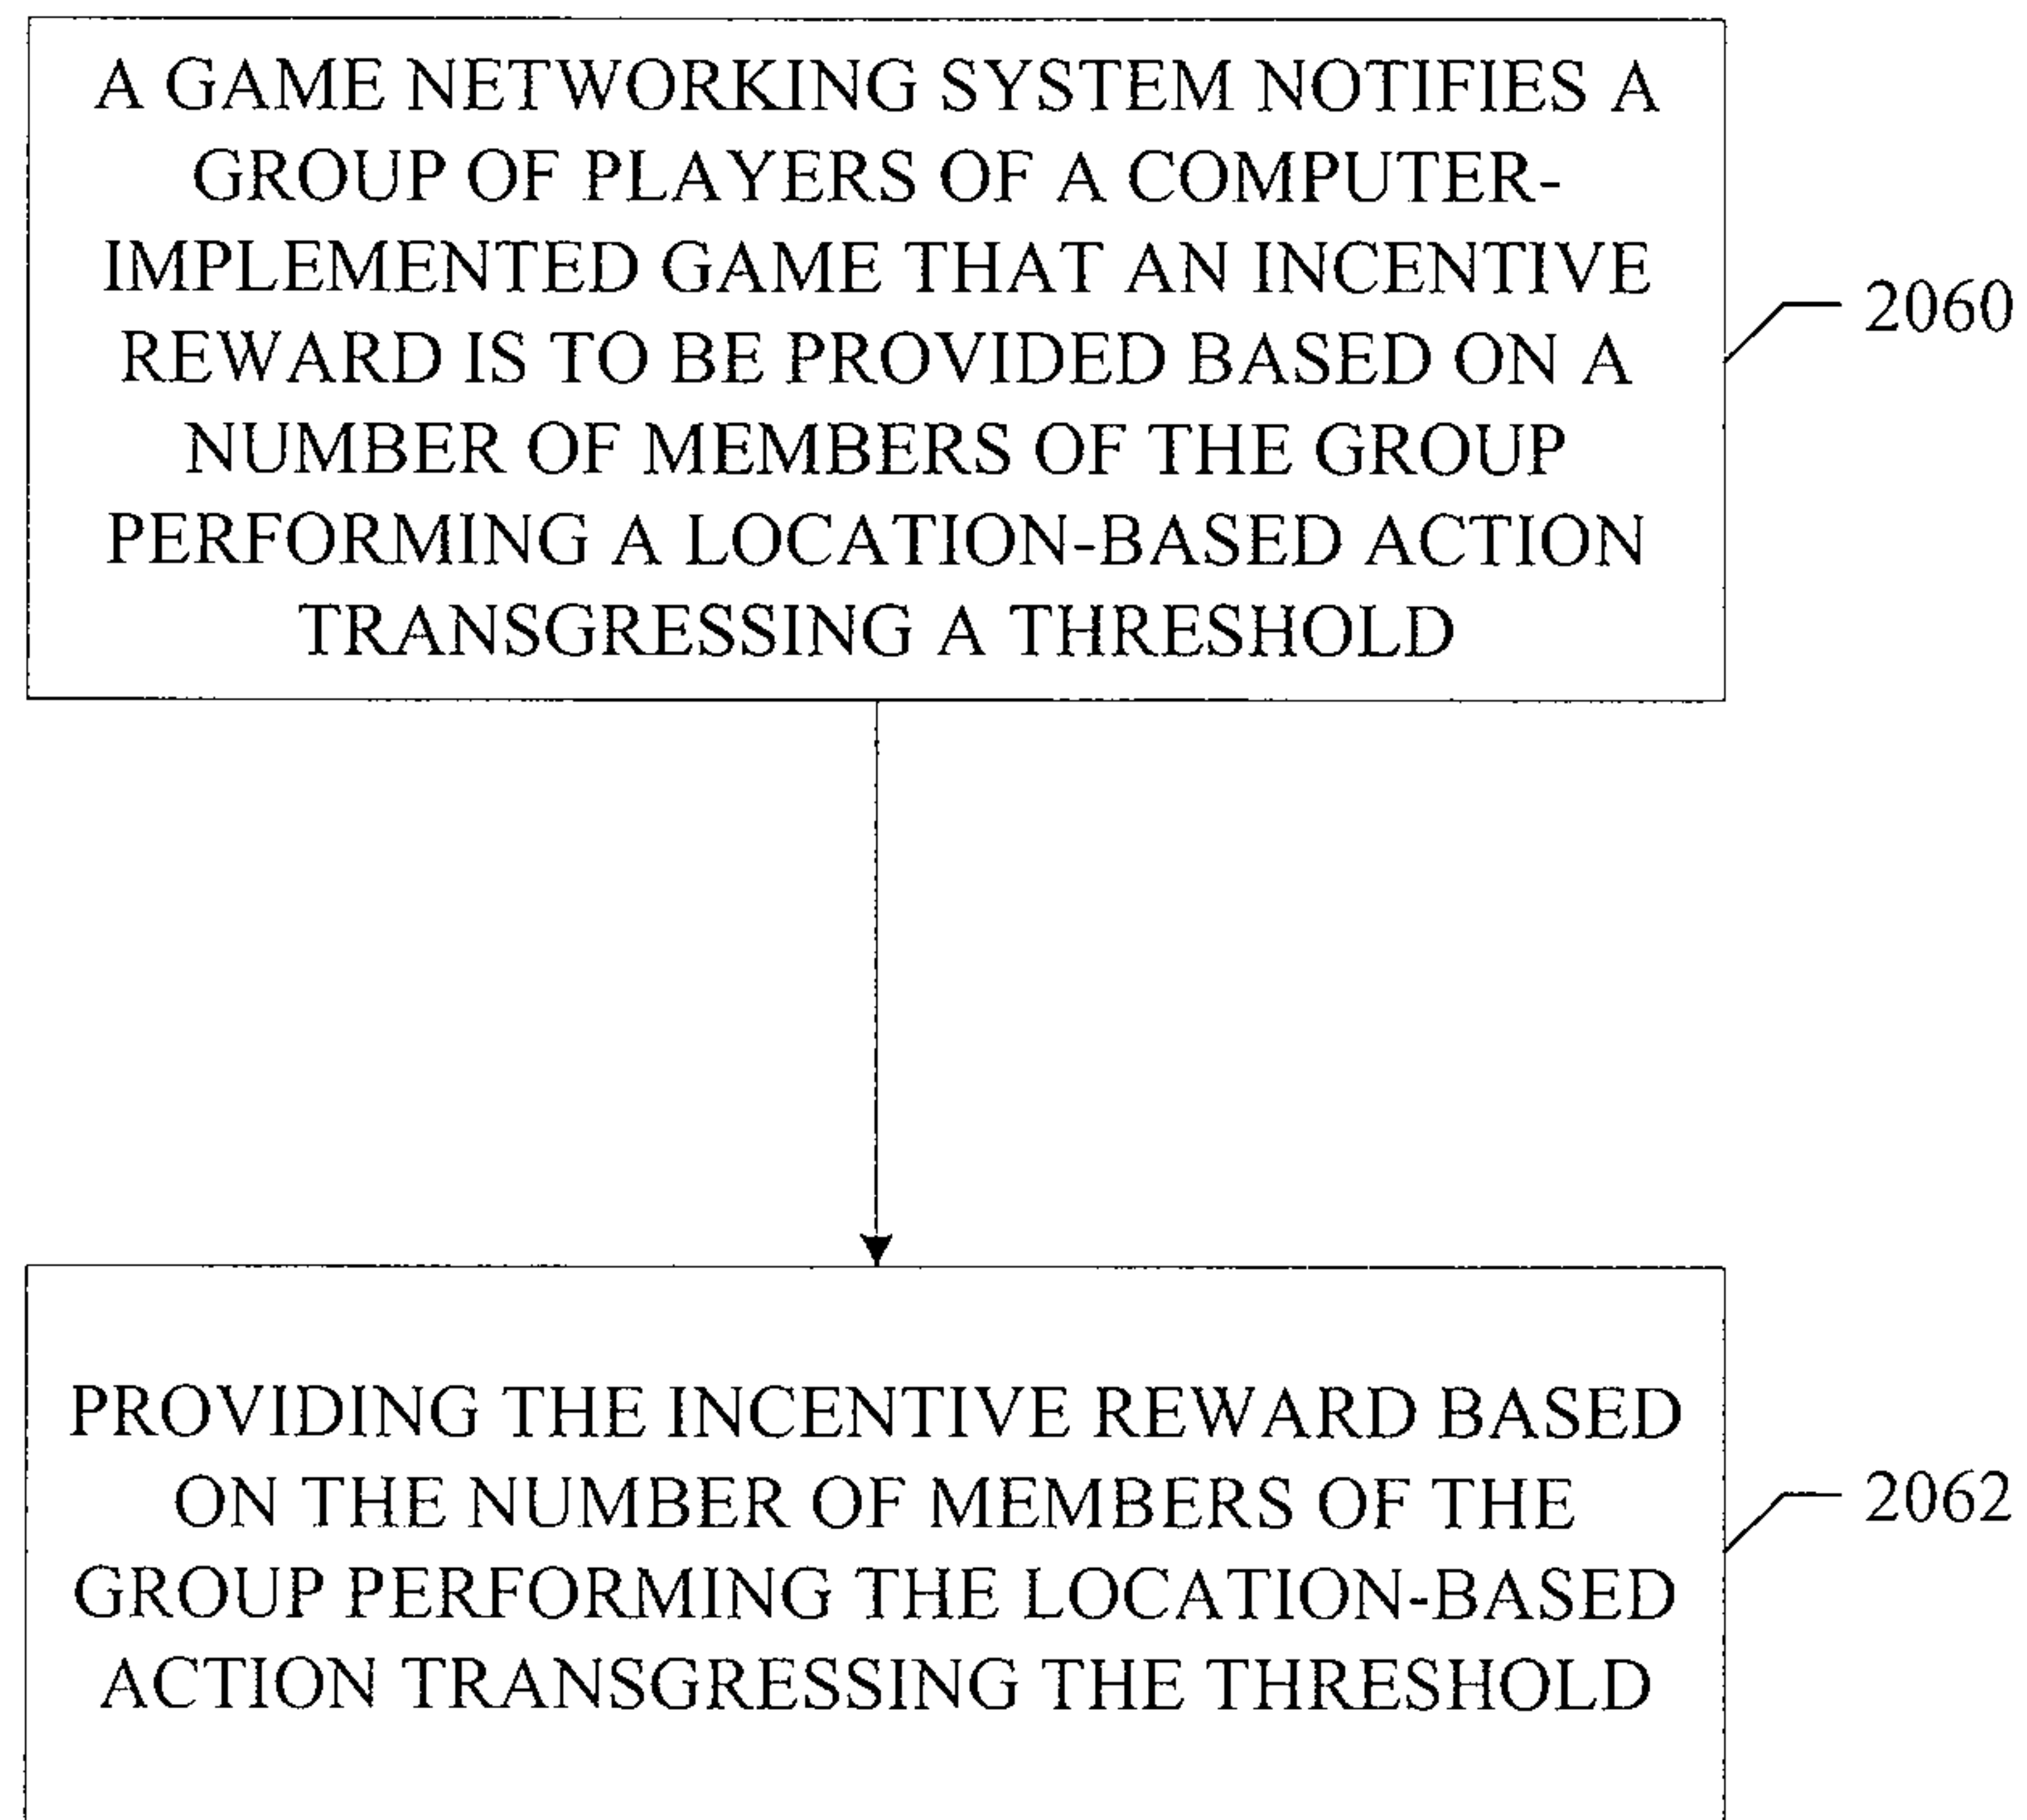 A GAME NETWORKING SYSTEM NOTIFIES A
GROUP OF PLAYERS OF A COMPUTER-
IMPLEMENTED GAME THAT AN INCENTIVE
REWARD IS TO BE PROVIDED BASED ON A
NUMBER OF MEMBERS OF THE GROUP
PERFORMING A LOCATION-BASED ACTION
TRANSGRESSING A THRESHOLD
2060
PROVIDING THE INCENTIVE REWARD BASED
ON THE NUMBER OF MEMBERS OF THE
GROUP PERFORMING THE LOCATION-BASED
ACTION TRANSGRESSING THE THRESHOLD
2062